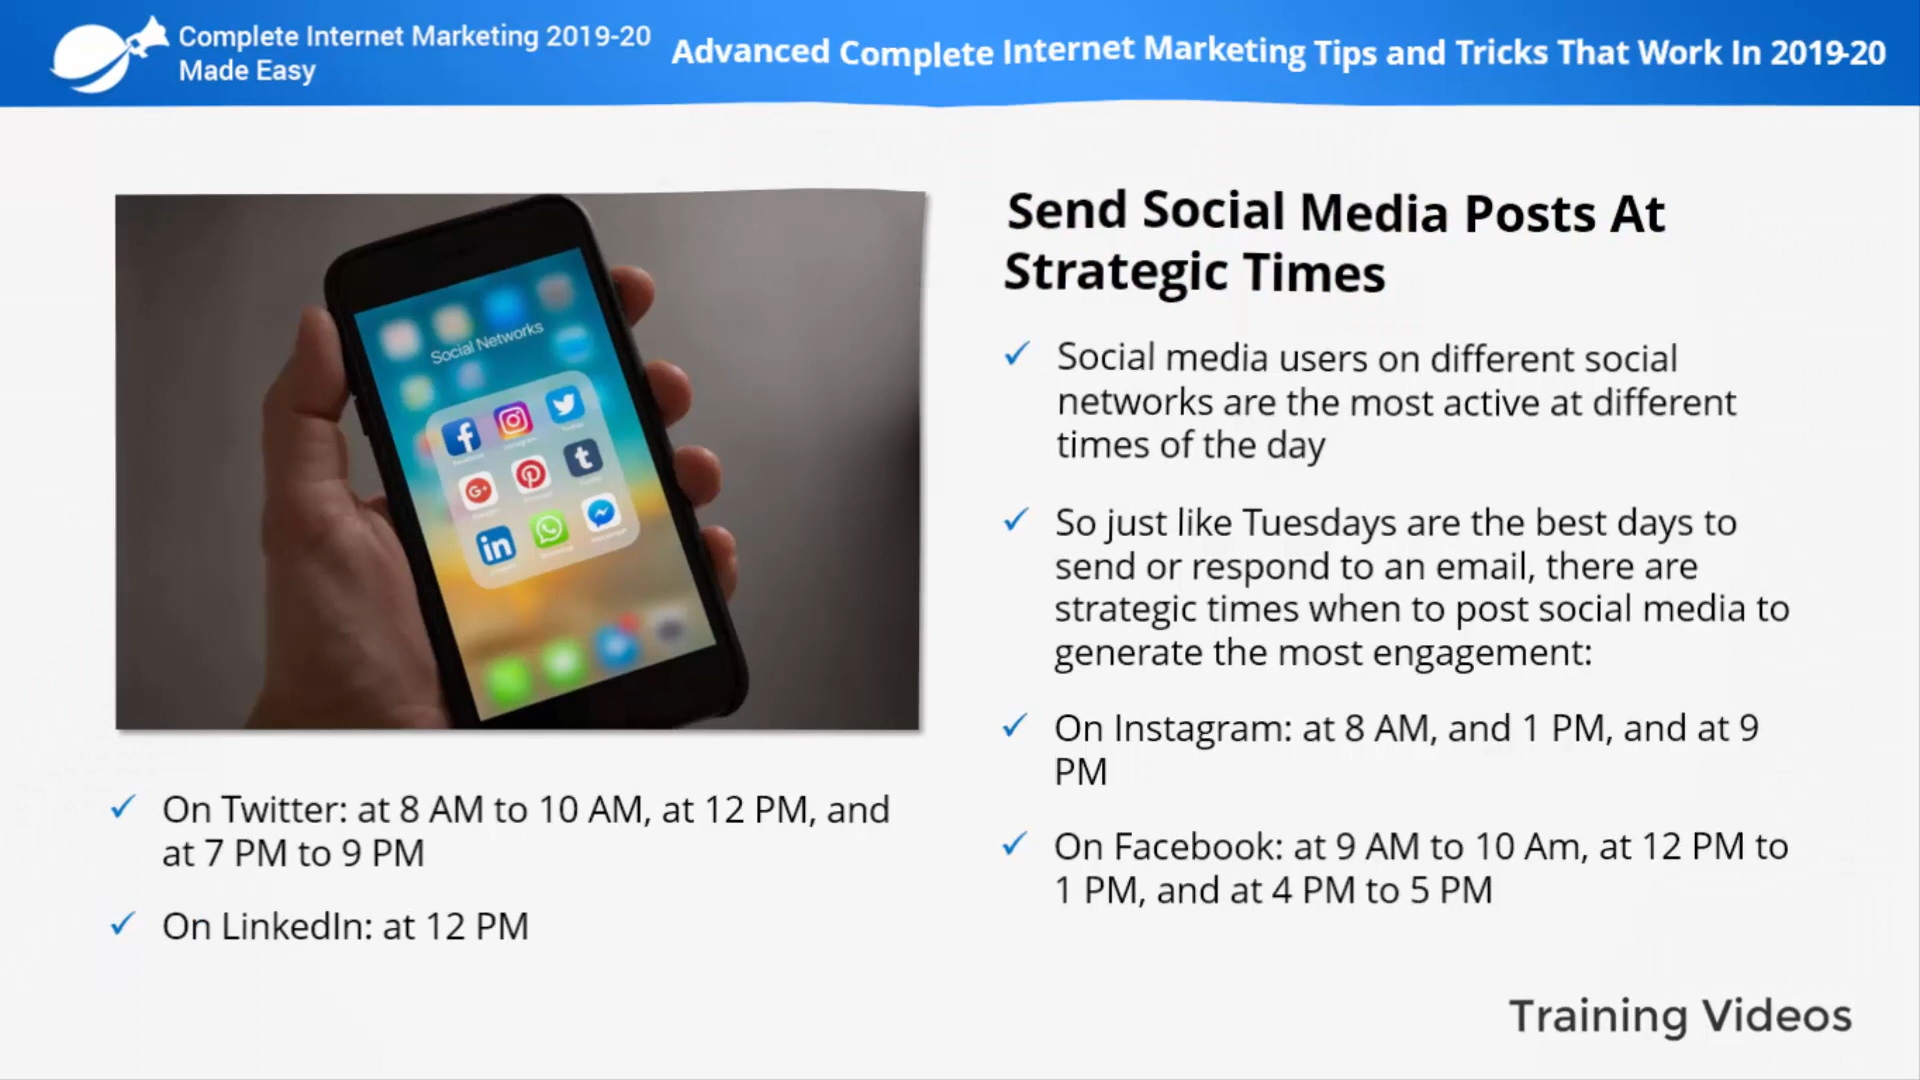 Complete Internet Marketing 2019-20
Made Easy
Advanced Complete Internet Marketing Tips and Tricks That Work In 2019-20
Social Networks
Send Social Media Posts At
Strategic Times
Social media users on different social
networks are the most active at different
times of the day
So just like Tuesdays are the best days to
send or respond to an email, there are
strategic times when to post social media to
generate the most engagement:
On Instagram: at 8 AM, and 1 PM, and at 9
PM
On Facebook: at 9 AM to 10 Am, at 12 PM to
1 PM, and at 4 PM to 5 PM
On Twitter: at 8 AM to 10 AM, at 12 PM, and
at 7 PM to 9 PM
On LinkedIn: at 12 PM
Training Videos